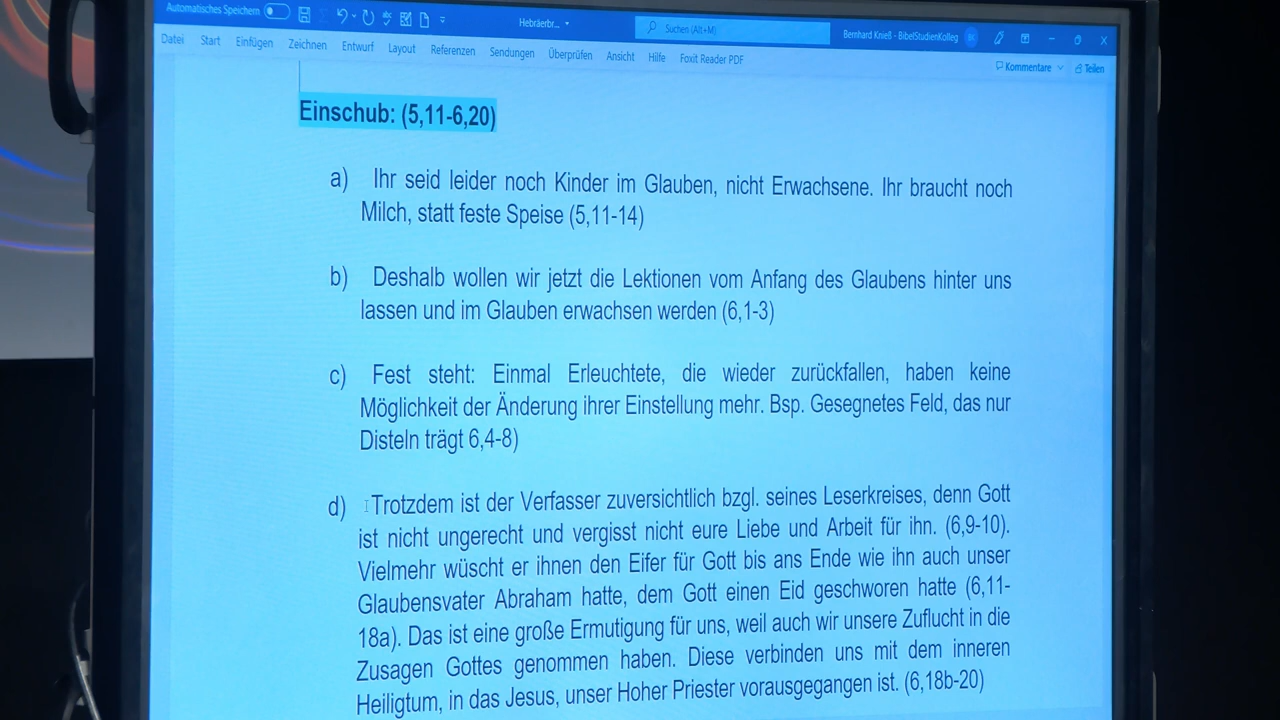 Automatisches Speichern
Hebräerbr...
Suchen (Alt+M)
Bernhard Knieß - BibelStudienKolleg
BK
Datei Start Einfügen Zeichnen Entwurf Layout Referenzen Sendungen Überprüfen Ansicht Hilfe Foxit Reader PDF
Kommentare Teilen
Einschub: (5,11-6,20)
a) Ihr seid leider noch Kinder im Glauben, nicht Erwachsene. Ihr braucht noch
Milch, statt feste Speise (5,11-14)
b) Deshalb wollen wir jetzt die Lektionen vom Anfang des Glaubens hinter uns
lassen und im Glauben erwachsen werden (6,1-3)
c) Fest steht: Einmal Erleuchtete, die wieder zurückfallen, haben keine
Möglichkeit der Änderung ihrer Einstellung mehr. Bsp. Gesegnetes Feld, das nur
Disteln trägt 6,4-8)
d) Trotzdem ist der Verfasser zuversichtlich bzgl. seines Leserkreises, denn Gott
ist nicht ungerecht und vergisst nicht eure Liebe und Arbeit für ihn. (6,9-10).
Vielmehr wüscht er ihnen den Eifer für Gott bis ans Ende wie ihn auch unser
Glaubensvater Abraham hatte, dem Gott einen Eid geschworen hatte (6,11-
18a). Das ist eine große Ermutigung für uns, weil auch wir unsere Zuflucht in die
Zusagen Gottes genommen haben. Diese verbinden uns mit dem inneren
Heiligtum, in das Jesus, unser Hoher Priester vorausgegangen ist. (6,18b-20)